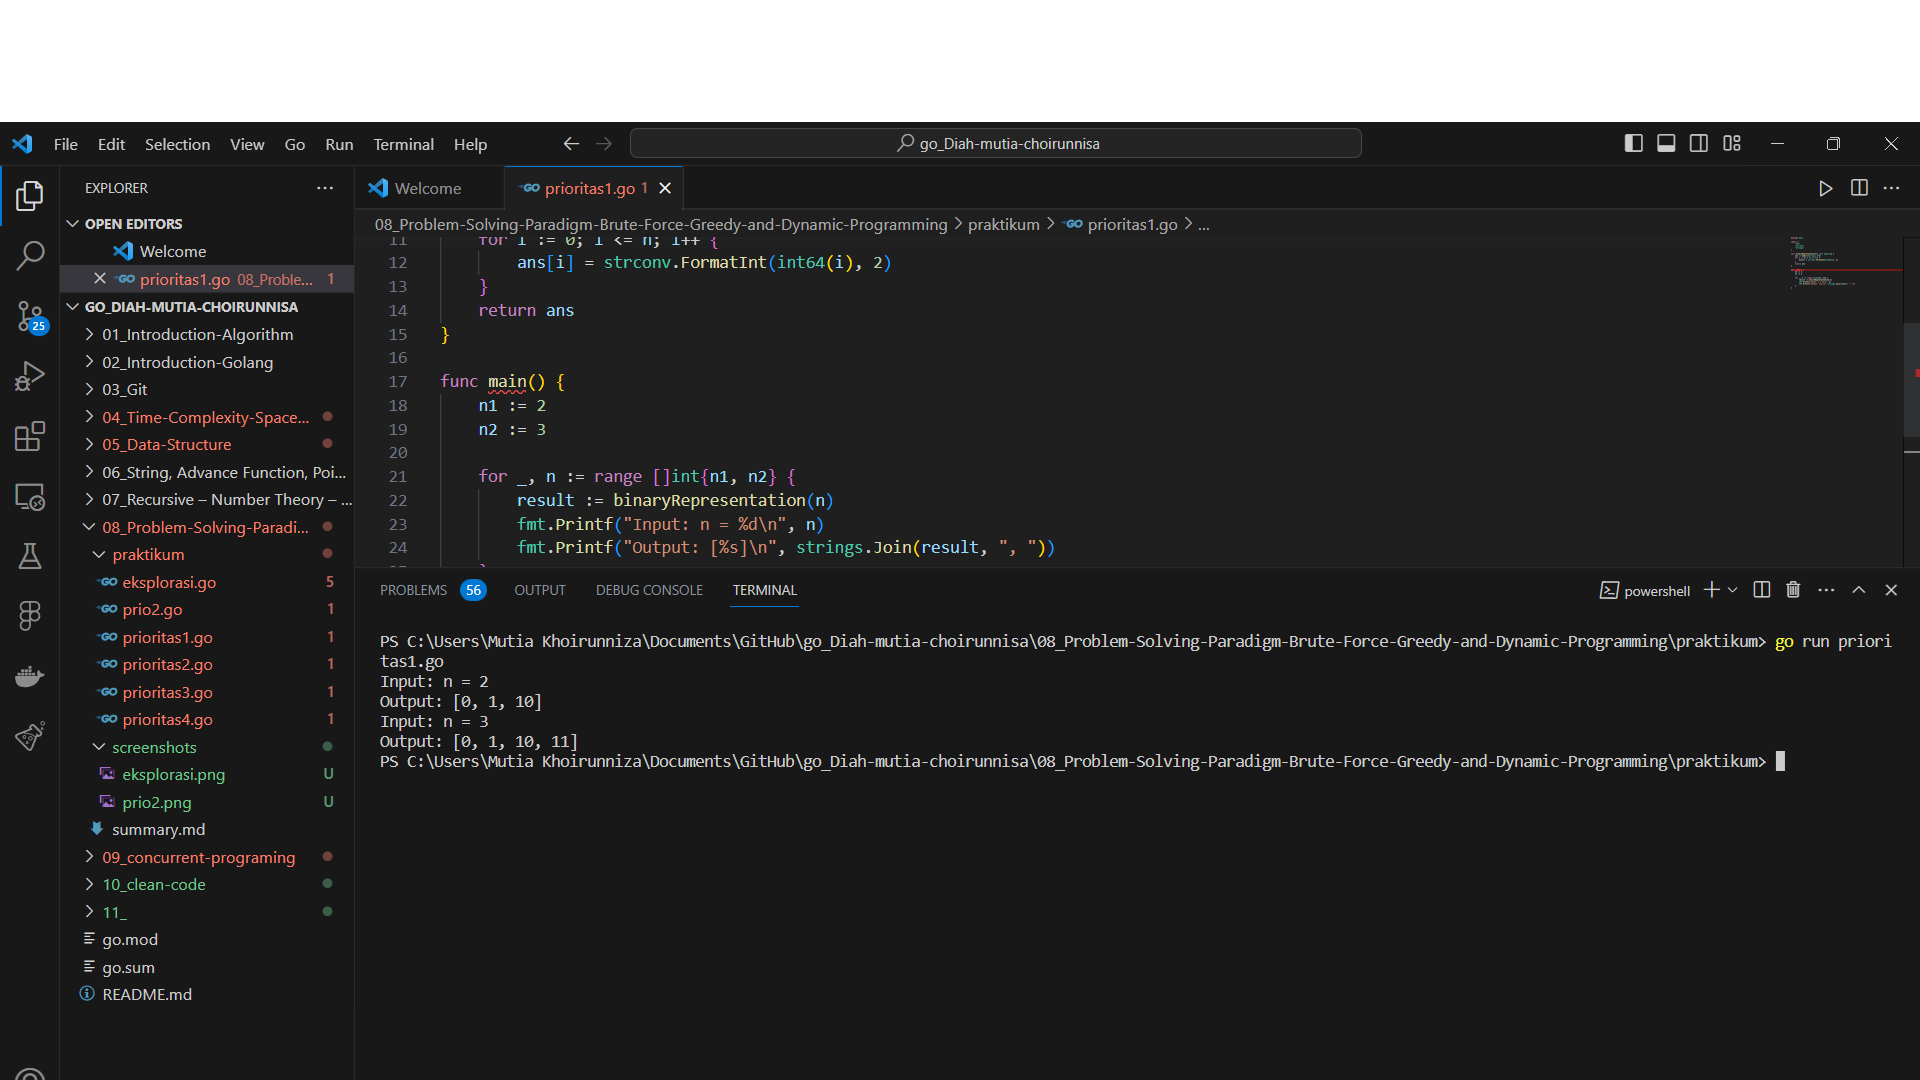 File Edit Selection View Go Run Terminal Help
go_Diah-mutia-choirunnisa
EXPLORER
OPEN EDITORS
Welcome
prioritas1.go 08_Proble... 1
GO_DIAH-MUTIA-CHOIRUNNISA
01_Introduction-Algorithm
02_Introduction-Golang
03_Git
04_Time-Complexity-Space...
05_Data-Structure
06_String, Advance Function, Poi...
07_Recursive – Number Theory – ...
08_Problem-Solving-Paradi...
praktikum
eksplorasi.go 5
prio2.go 1
prioritas1.go 1
prioritas2.go 1
prioritas3.go 1
prioritas4.go 1
screenshots
eksplorasi.png U
prio2.png U
summary.md
09_concurrent-programing
10_clean-code
11_
go.mod
go.sum
README.md
25
Welcome
prioritas1.go 1
08_Problem-Solving-Paradigm-Brute-Force-Greedy-and-Dynamic-Programming > praktikum > prioritas1.go > ...
11 for i := 0; i <= n; i++ {
12 ans[i] = strconv.FormatInt(int64(i), 2)
13 }
14 return ans
15 }
16
17 func main() {
18 n1 := 2
19 n2 := 3
20
21 for _, n := range []int{n1, n2} {
22 result := binaryRepresentation(n)
23 fmt.Printf("Input: n = %d\n", n)
24 fmt.Printf("Output: [%s]\n", strings.Join(result, ", "))
PROBLEMS 56 OUTPUT DEBUG CONSOLE TERMINAL
powershell
PS C:\Users\Mutia Khoirunniza\Documents\GitHub\go_Diah-mutia-choirunnisa\08_Problem-Solving-Paradigm-Brute-Force-Greedy-and-Dynamic-Programming\praktikum> go run priori
tas1.go
Input: n = 2
Output: [0, 1, 10]
Input: n = 3
Output: [0, 1, 10, 11]
PS C:\Users\Mutia Khoirunniza\Documents\GitHub\go_Diah-mutia-choirunnisa\08_Problem-Solving-Paradigm-Brute-Force-Greedy-and-Dynamic-Programming\praktikum>